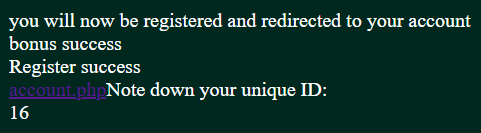 you will now be registered and redirected to your account
bonus success
Register success
account.phpNote down your unique ID:
16